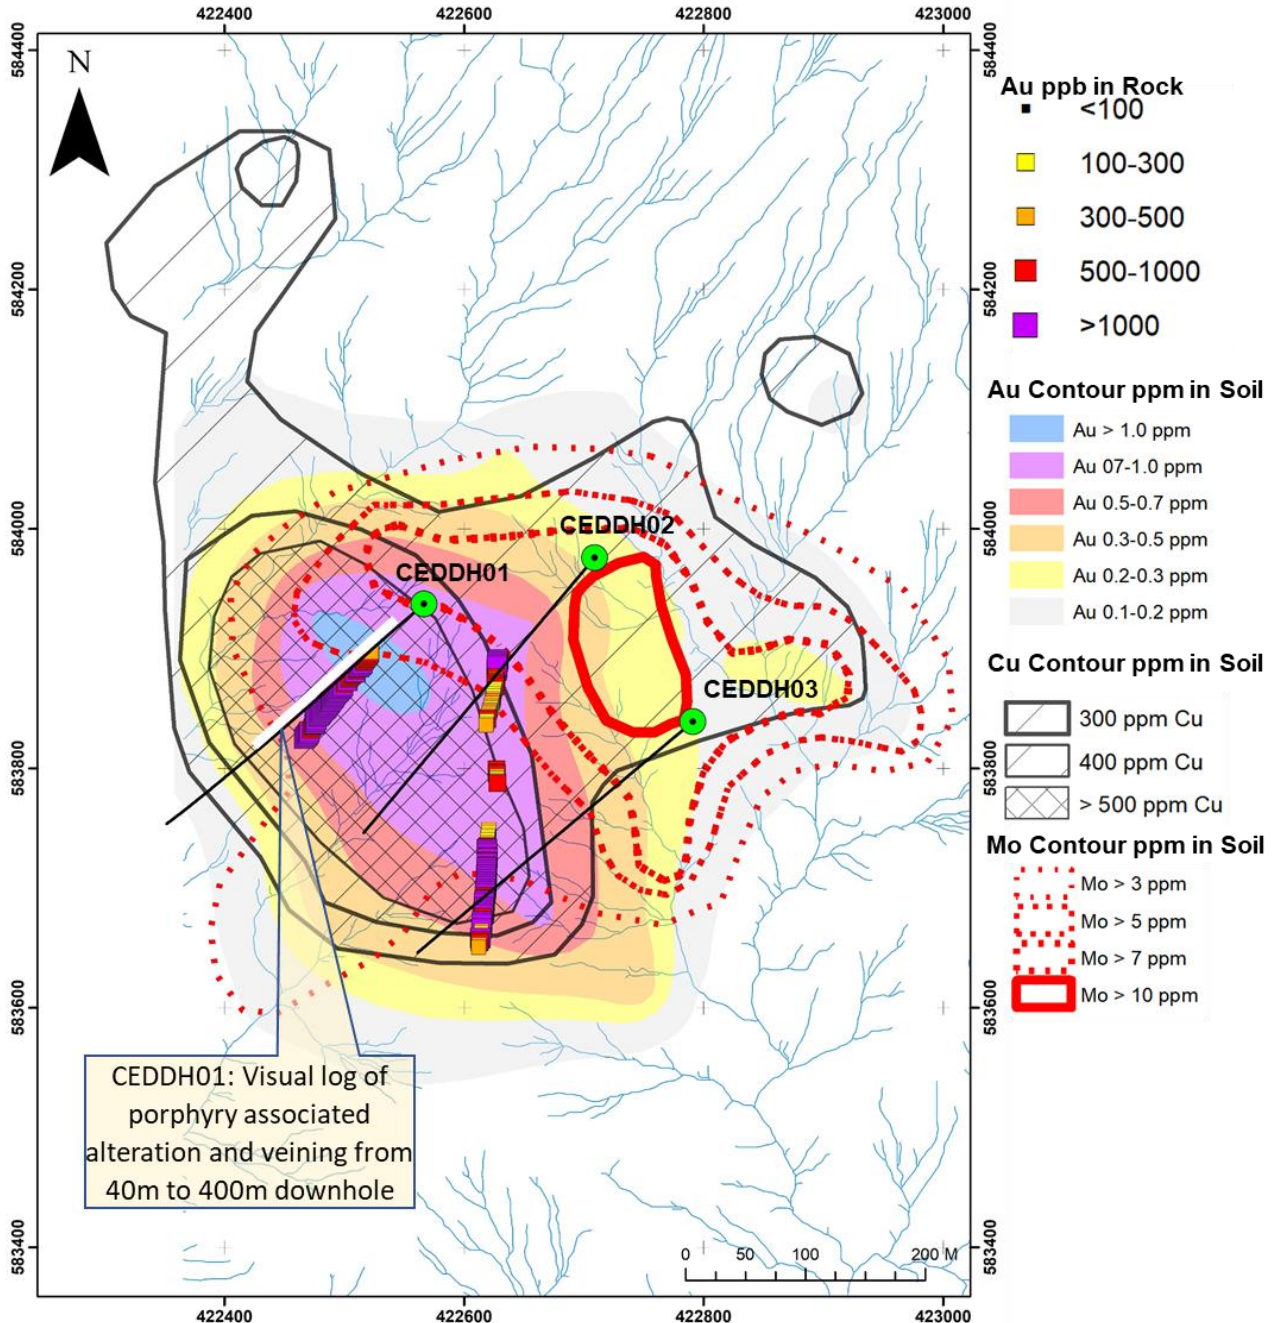 422400 422600 422800 423000
584400
584400
N
Au ppb in Rock
<100
100-300
300-500
500-1000
>1000
584200
584200
Au Contour ppm in Soil
Au > 1.0 ppm
Au 07-1.0 ppm
Au 0.5-0.7 ppm
Au 0.3-0.5 ppm
Au 0.2-0.3 ppm
Au 0.1-0.2 ppm
584000
584000
CEDDH02
CEDDH01
CEDDH03
Cu Contour ppm in Soil
300 ppm Cu
400 ppm Cu
> 500 ppm Cu
583800
583800
Mo Contour ppm in Soil
Mo > 3 ppm
Mo > 5 ppm
Mo > 7 ppm
Mo > 10 ppm
583600
583600
CEDDH01: Visual log of
porphyry associated
alteration and veining from
40m to 400m downhole
583400
583400
0 50 100 200 M
422400 422600 422800 423000